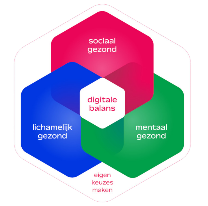 sociaal
gezond
digitale
balans
lichamelijk
gezond
mentaal
gezond
eigen
keuzes
maken